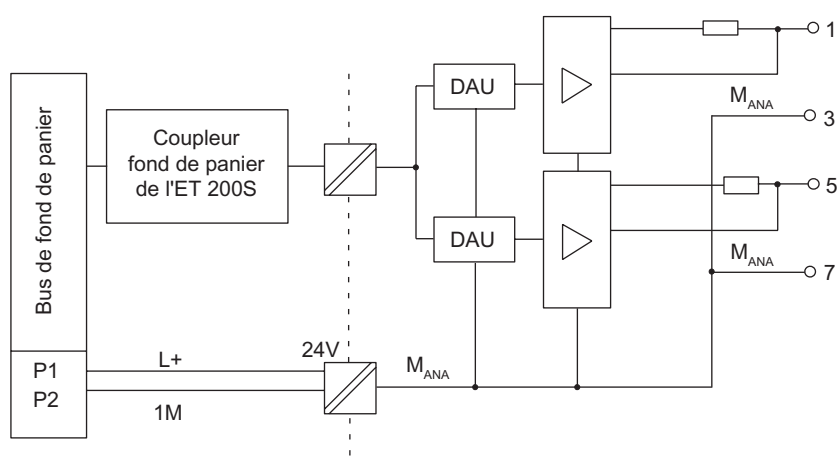 Bus de fond de panier
Coupleur
fond de panier
de l'ET 200S
DAU
DAU
1
M_ANA
3
5
M_ANA
7
P1
P2
L+
1M
24V
M_ANA